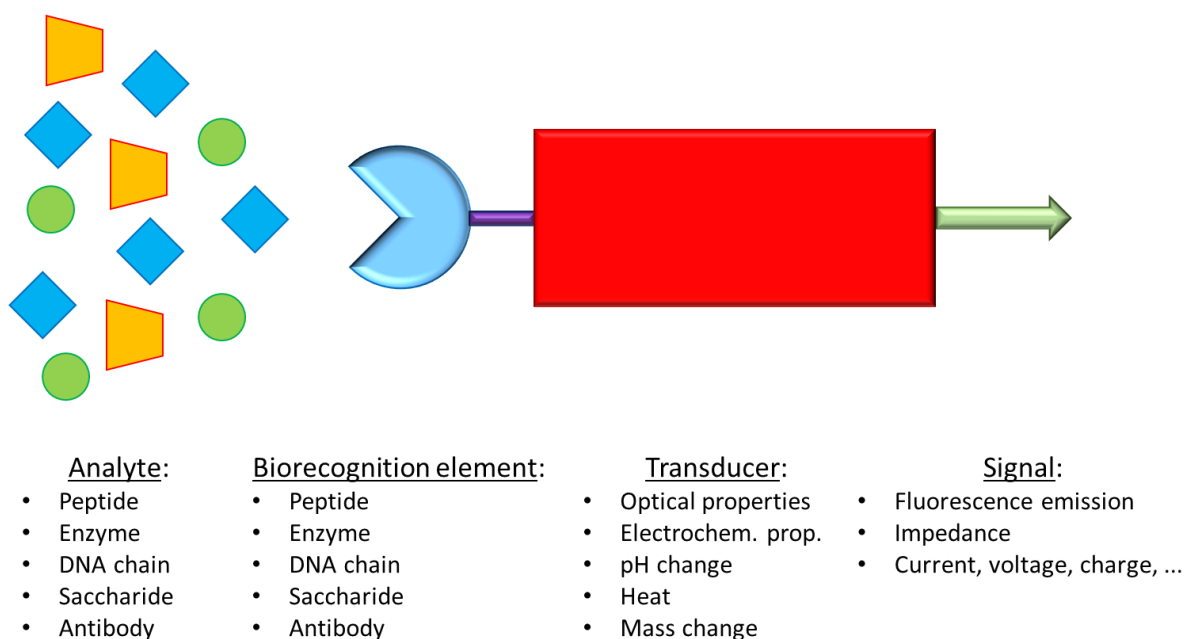 Analyte:
• Peptide
• Enzyme
• DNA chain
• Saccharide
• Antibody
Biorecognition element:
• Peptide
• Enzyme
• DNA chain
• Saccharide
• Antibody
Transducer:
• Optical properties
• Electrochem. prop.
• pH change
• Heat
• Mass change
Signal:
• Fluorescence emission
• Impedance
• Current, voltage, charge, ...